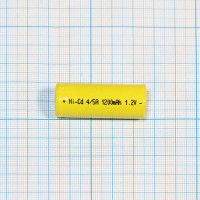 + Ni-Cd 4/5A 1200mAh 1.2V -